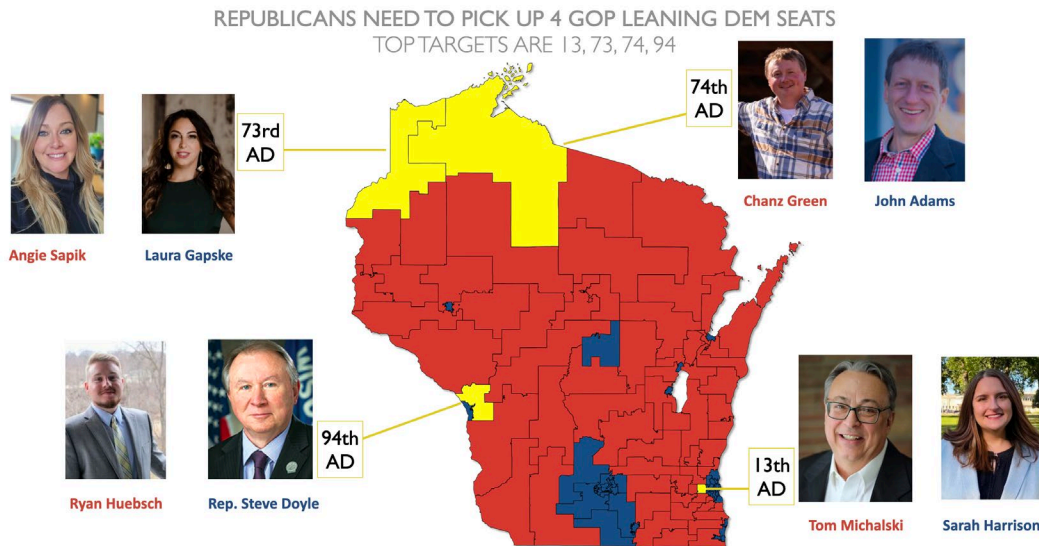 REPUBLICANS NEED TO PICK UP 4 GOP LEANING DEM SEATS
TOP TARGETS ARE 13, 73, 74, 94
73rd
AD
74th
AD
Angie Sapik
Laura Gapske
Chanz Green
John Adams
94th
AD
13th
AD
Ryan Huebsch
Rep. Steve Doyle
Tom Michalski
Sarah Harrison